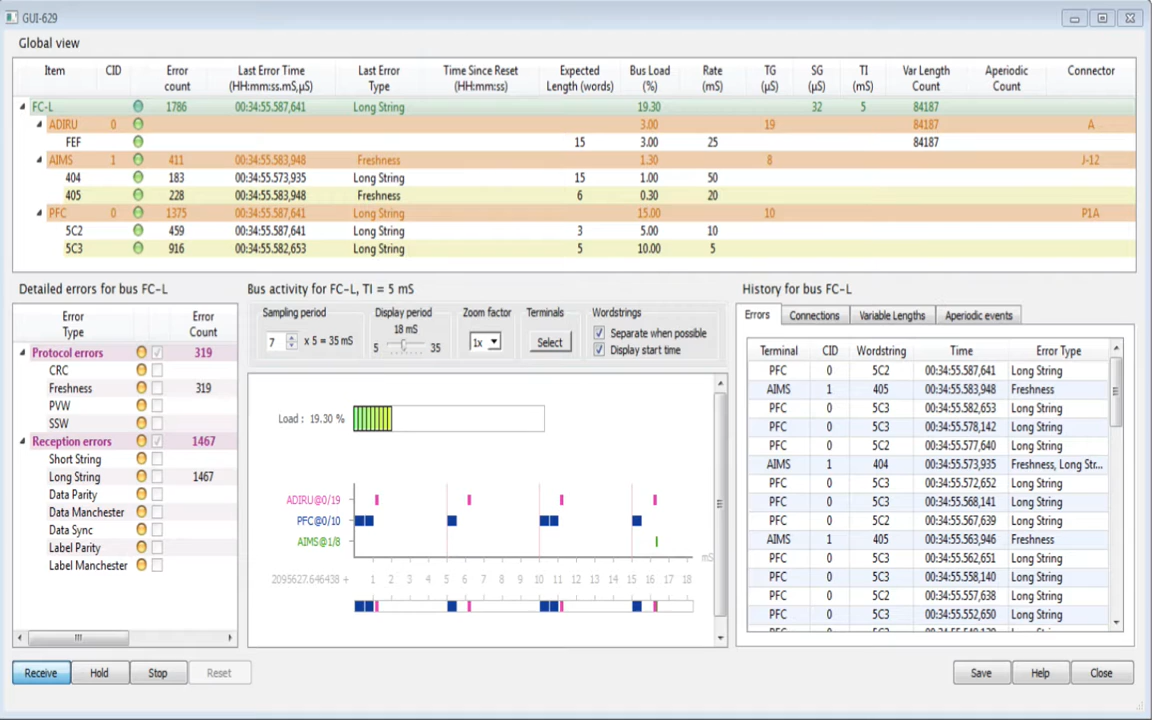 GUI-629
Global view
Item CID Error count Last Error Time (HH:mm:ss.mS,µS) Last Error Type Time Since Reset (HH:mm:ss) Expected Length (words) Bus Load (%) Rate (mS) TG (µS) SG (µS) TI (mS) Var Length Count Aperiodic Count Connector
FC-L 1786 00:34:55.587,641 Long String 19.30 32 5 84187
ADIRU 0 3.00 19 84187 A
FEF 15 3.00 25 84187
AIMS 1 411 00:34:55.583,948 Freshness 1.30 8 J-12
404 183 00:34:55.573,935 Long String 15 1.00 50
405 228 00:34:55.583,948 Freshness 6 0.30 20
PFC 0 1375 00:34:55.587,641 Long String 15.00 10 P1A
5C2 459 00:34:55.587,641 Long String 3 5.00 10
5C3 916 00:34:55.582,653 Long String 5 10.00 5
Detailed errors for bus FC-L
Error Type Error Count
Protocol errors 319
CRC
Freshness 319
PVW
SSW
Reception errors 1467
Short String
Long String 1467
Data Parity
Data Manchester
Data Sync
Label Parity
Label Manchester
Bus activity for FC-L, TI = 5 mS
Sampling period Display period Zoom factor Terminals Wordstrings
7 x 5 = 35 mS 5 18 mS 35 1x Select
Separate when possible
Display start time
Load : 19.30 %
ADIRU@0/19
PFC@0/10
AIMS@1/8
mS
2095627.646438 + 1 2 3 4 5 6 7 8 9 10 11 12 13 14 15 16 17 18
History for bus FC-L
Errors Connections Variable Lengths Aperiodic events
Terminal CID Wordstring Time Error Type
PFC 0 5C2 00:34:55.587,641 Long String
AIMS 1 405 00:34:55.583,948 Freshness
PFC 0 5C3 00:34:55.582,653 Long String
PFC 0 5C3 00:34:55.578,142 Long String
PFC 0 5C2 00:34:55.577,640 Long String
AIMS 1 404 00:34:55.573,935 Freshness, Long Str...
PFC 0 5C3 00:34:55.572,652 Long String
PFC 0 5C3 00:34:55.568,141 Long String
PFC 0 5C2 00:34:55.567,639 Long String
AIMS 1 405 00:34:55.563,946 Freshness
PFC 0 5C3 00:34:55.562,651 Long String
PFC 0 5C3 00:34:55.558,140 Long String
PFC 0 5C2 00:34:55.557,638 Long String
PFC 0 5C3 00:34:55.552,650 Long String
Receive Hold Stop Reset Save Help Close